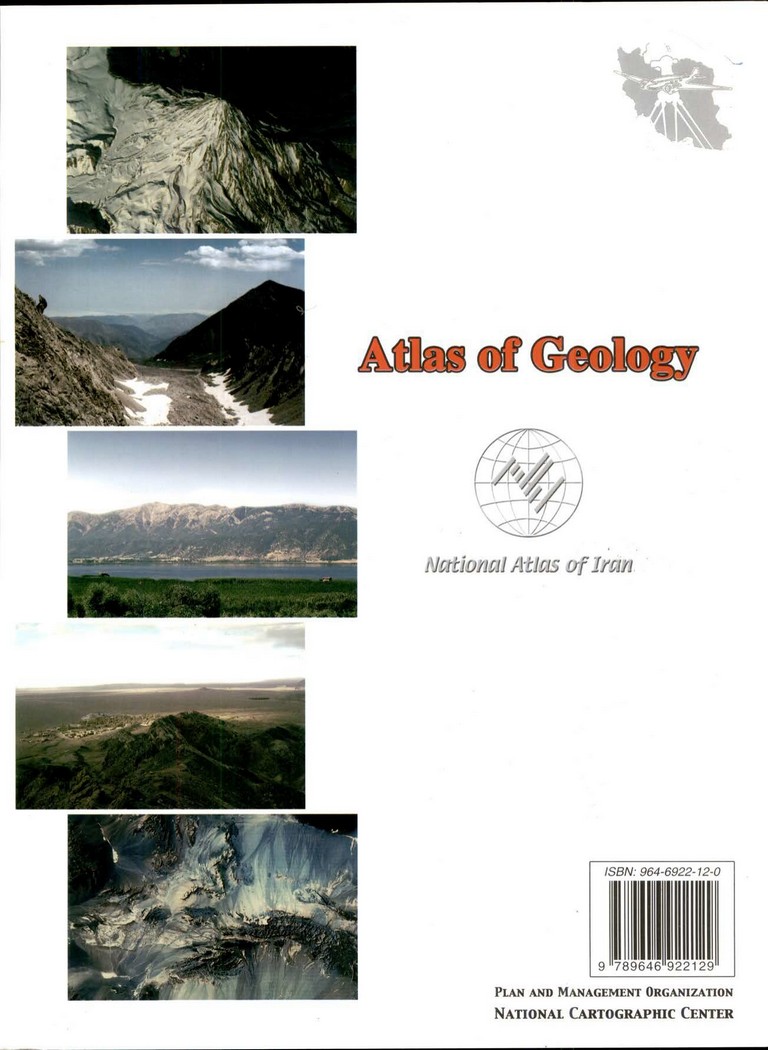 Atlas of Geology
National Atlas of Iran
ISBN: 964-6922-12-0
9 789646 922129
PLAN AND MANAGEMENT ORGANIZATION
NATIONAL CARTOGRAPHIC CENTER